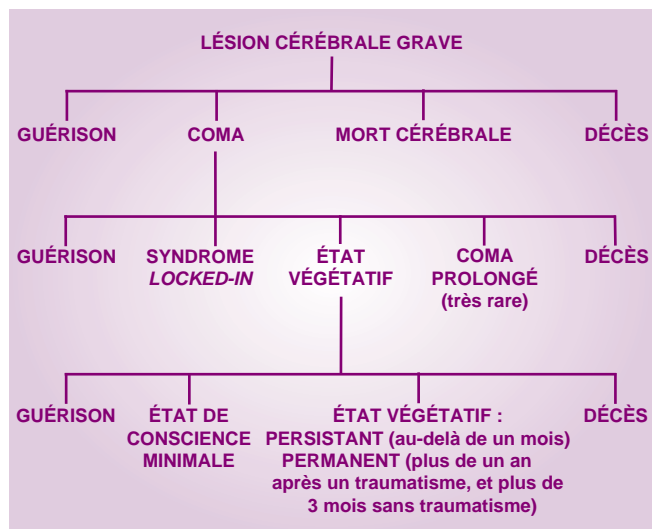 LÉSION CÉRÉBRALE GRAVE
GUÉRISON COMA MORT CÉRÉBRALE DÉCÈS
GUÉRISON SYNDROME ÉTAT COMA DÉCÈS
LOCKED-IN VÉGÉTATIF PROLONGÉ
(très rare)
GUÉRISON ÉTAT DE ÉTAT VÉGÉTATIF : DÉCÈS
CONSCIENCE PERSISTANT (au-delà de un mois)
MINIMALE PERMANENT (plus de un an
après un traumatisme, et plus de
3 mois sans traumatisme)